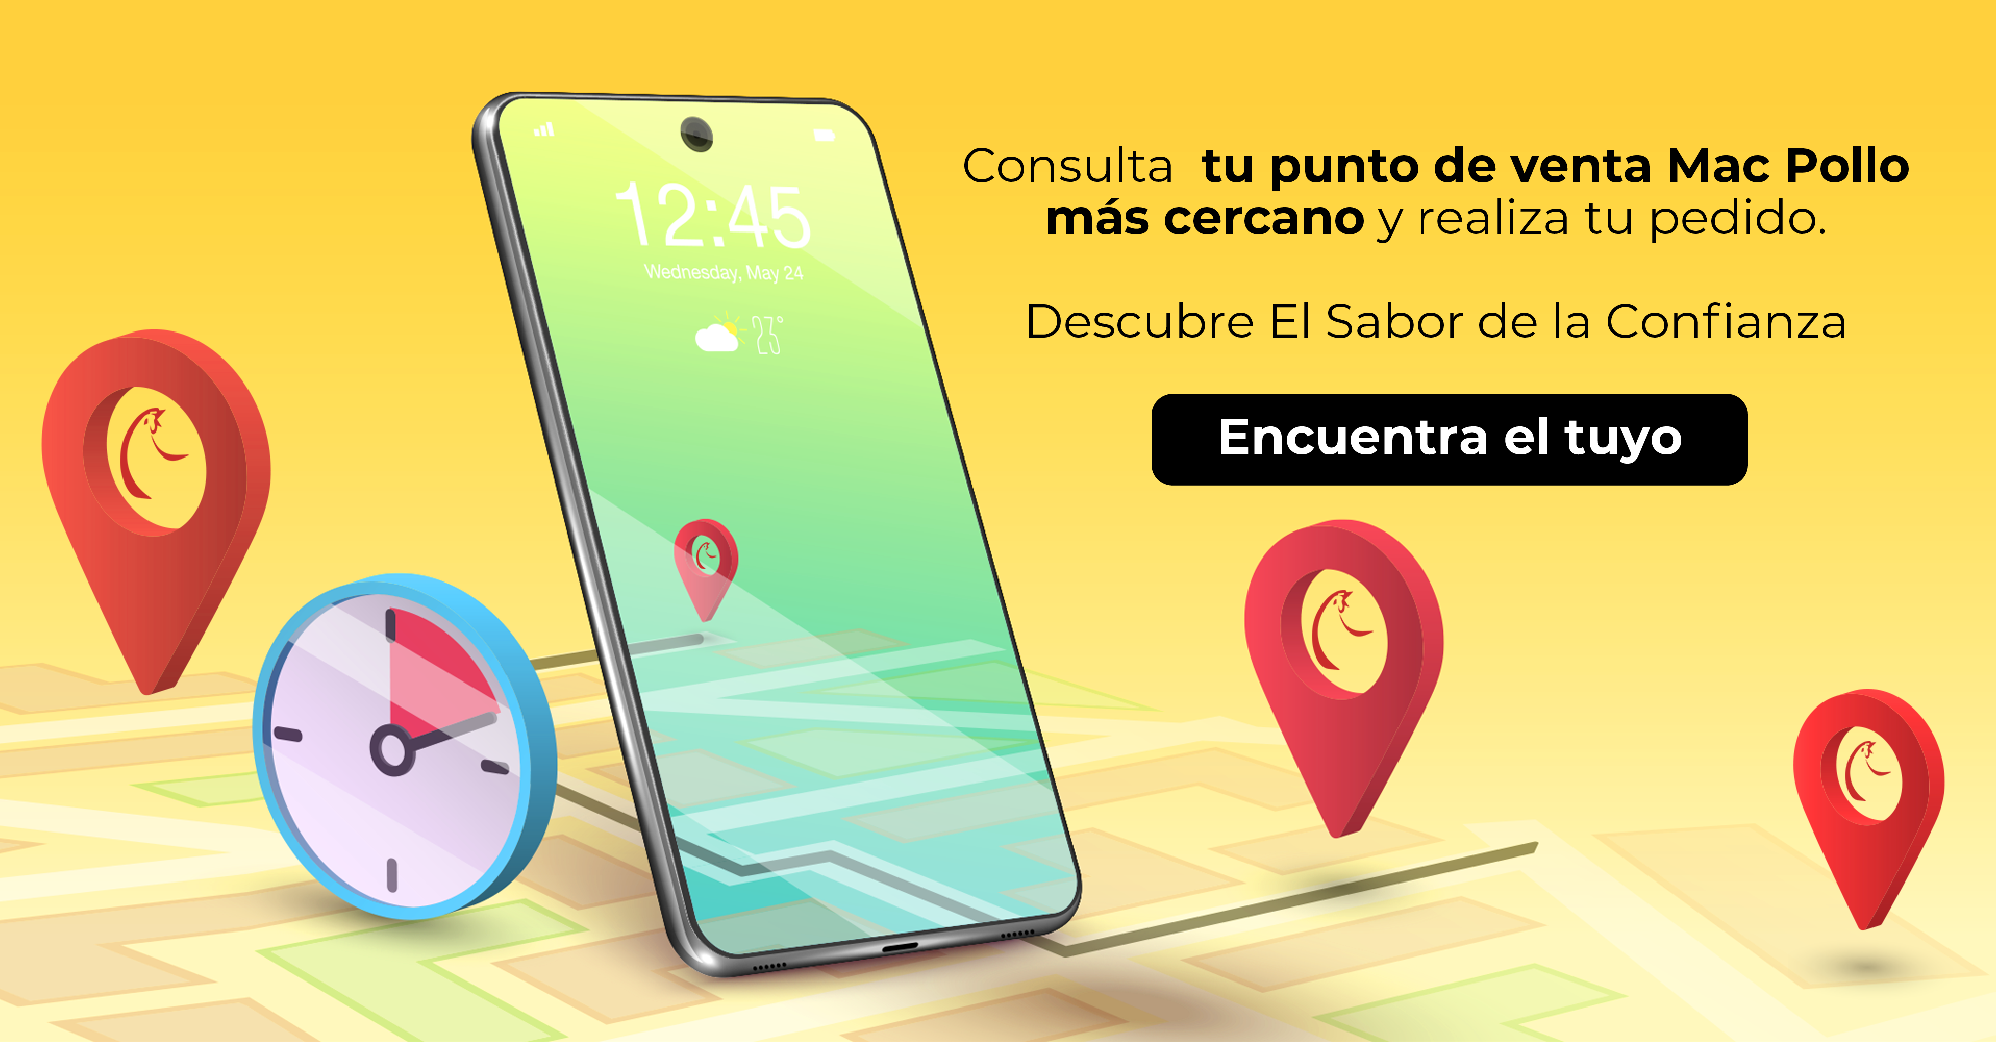 12:45
Wednesday, May 24
23°
Consulta tu punto de venta Mac Pollo
más cercano y realiza tu pedido.
Descubre El Sabor de la Confianza
Encuentra el tuyo